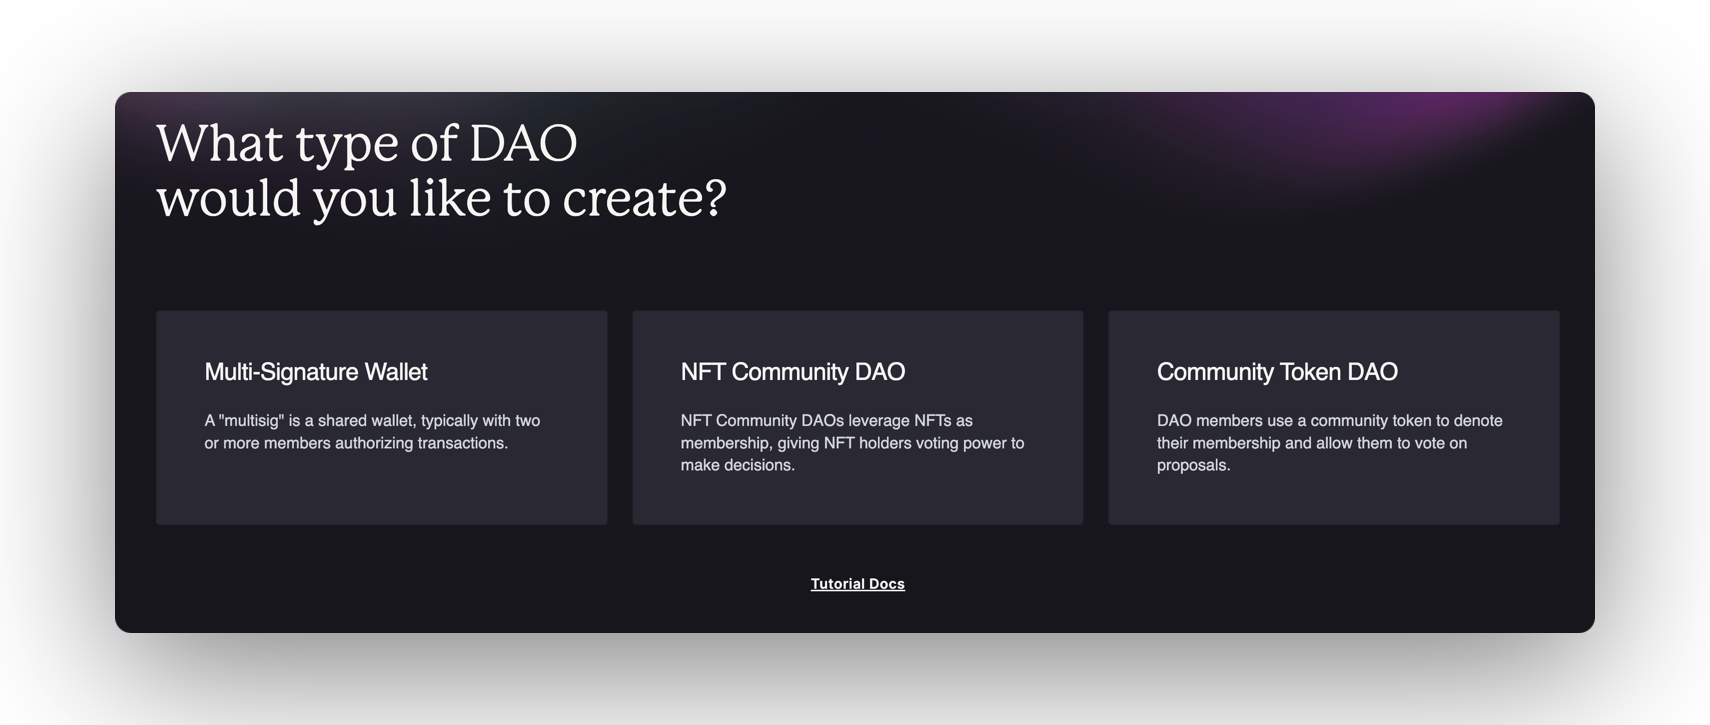 What type of DAO
would you like to create?
Multi-Signature Wallet
A "multisig" is a shared wallet, typically with two
or more members authorizing transactions.
NFT Community DAO
NFT Community DAOs leverage NFTs as
membership, giving NFT holders voting power to
make decisions.
Community Token DAO
DAO members use a community token to denote
their membership and allow them to vote on
proposals.
Tutorial Docs